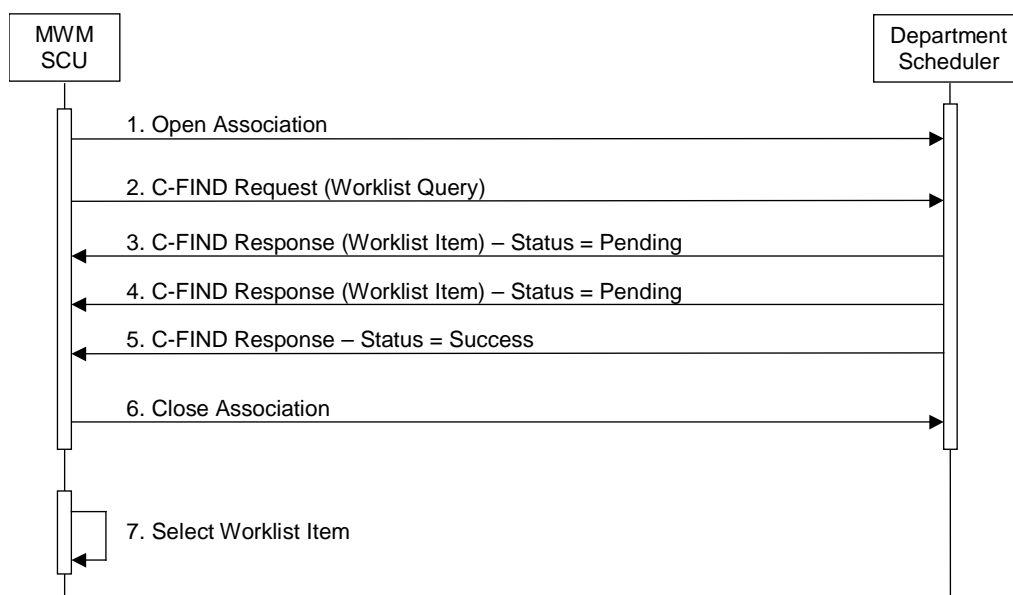 MWM
SCU
Department
Scheduler
1. Open Association
2. C-FIND Request (Worklist Query)
3. C-FIND Response (Worklist Item) – Status = Pending
4. C-FIND Response (Worklist Item) – Status = Pending
5. C-FIND Response – Status = Success
6. Close Association
7. Select Worklist Item